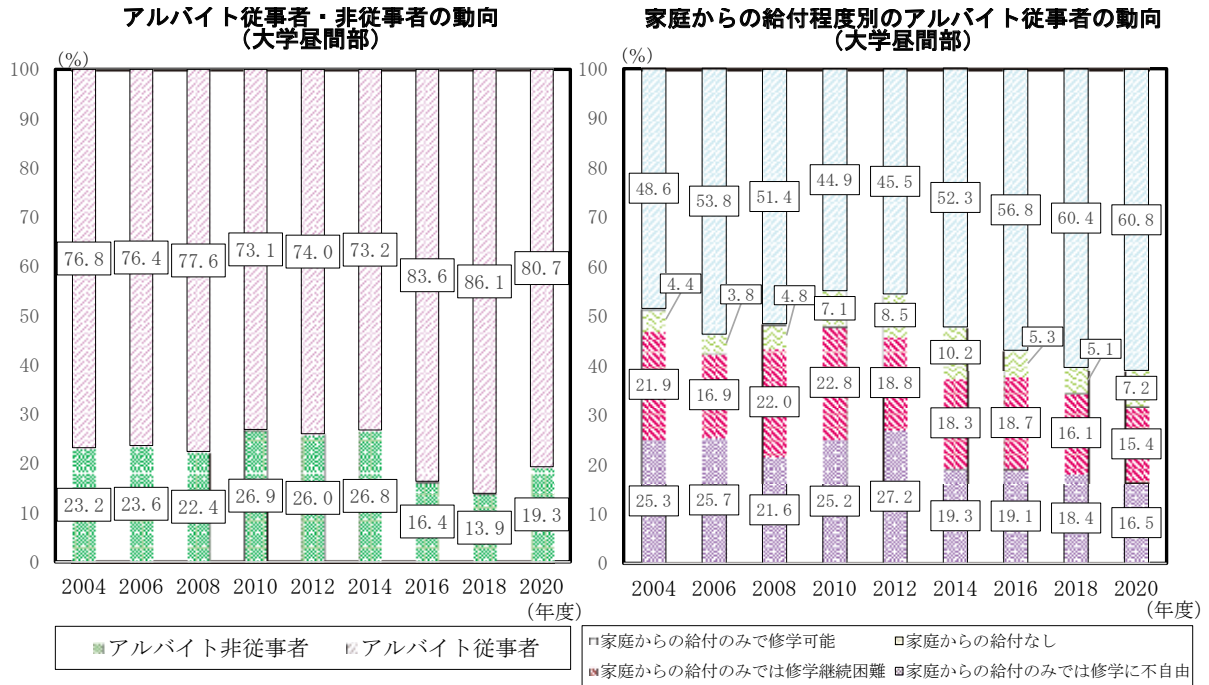 アルバイト従事者・非従事者の動向
（大学昼間部）
(%)
100
90
80
70
60
50
40
30
20
10
0
76.8 76.4 77.6 73.1 74.0 73.2 83.6 86.1 80.7
23.2 23.6 22.4 26.9 26.0 26.8 16.4 13.9 19.3
2004 2006 2008 2010 2012 2014 2016 2018 2020
(年度)
アルバイト非従事者 アルバイト従事者
家庭からの給付程度別のアルバイト従事者の動向
（大学昼間部）
(%)
100
90
80
70
60
50
40
30
20
10
0
48.6 53.8 51.4 44.9 45.5 52.3 56.8 60.4 60.8
4.4 3.8 4.8 7.1 8.5 10.2 5.3 5.1 7.2
21.9 16.9 22.0 22.8 18.8 18.3 18.7 16.1 15.4
25.3 25.7 21.6 25.2 27.2 19.3 19.1 18.4 16.5
2004 2006 2008 2010 2012 2014 2016 2018 2020
(年度)
家庭からの給付のみで修学可能 家庭からの給付なし
家庭からの給付のみでは修学継続困難 家庭からの給付のみでは修学に不自由